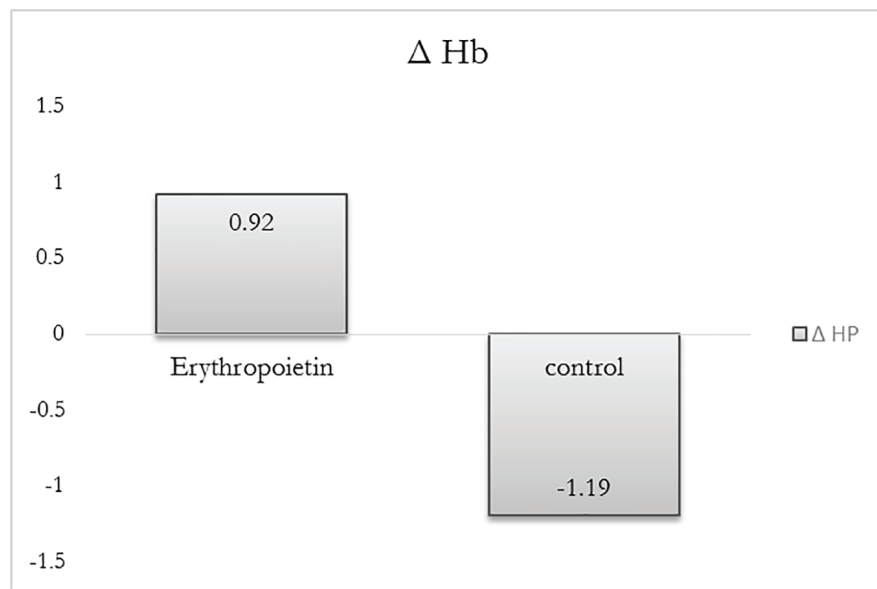 Δ Hb
1.5
1
0.5
0
-0.5
-1
-1.5
0.92
Erythropoietin
control
-1.19
Δ HP